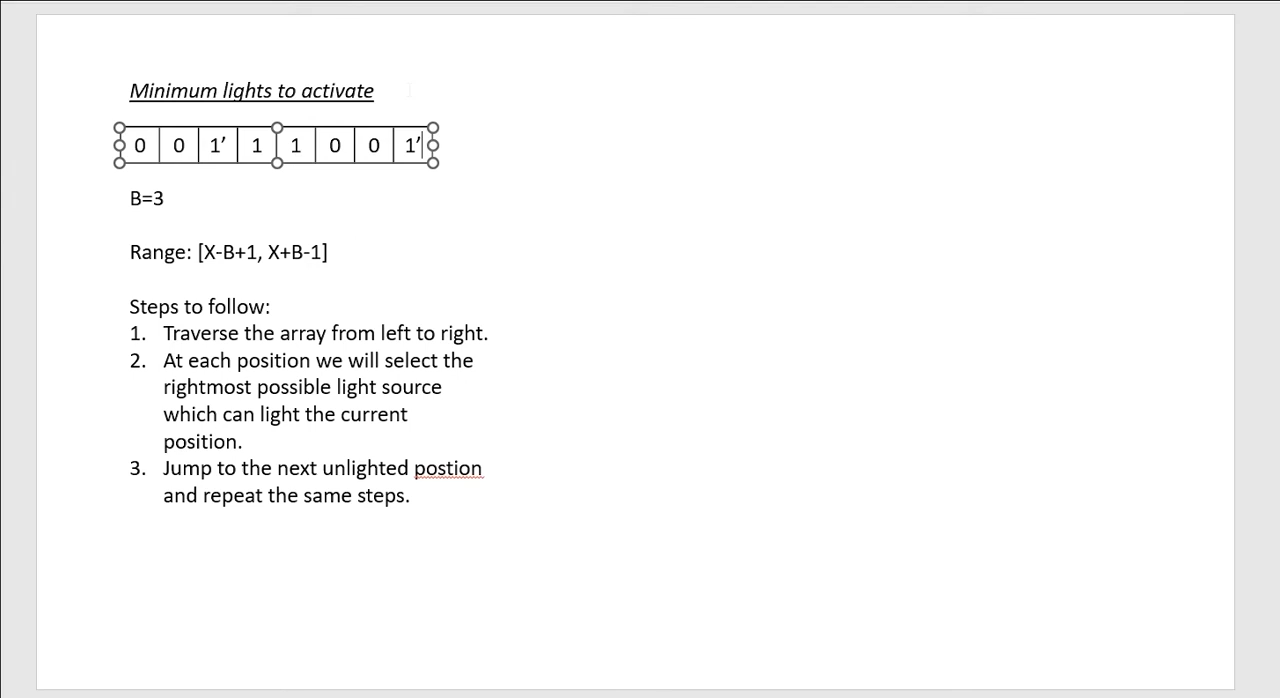 Minimum lights to activate
0 0 1’ 1 1 0 0 1’
B=3
Range: [X-B+1, X+B-1]
Steps to follow:
1. Traverse the array from left to right.
2. At each position we will select the
rightmost possible light source
which can light the current
position.
3. Jump to the next unlighted postion
and repeat the same steps.